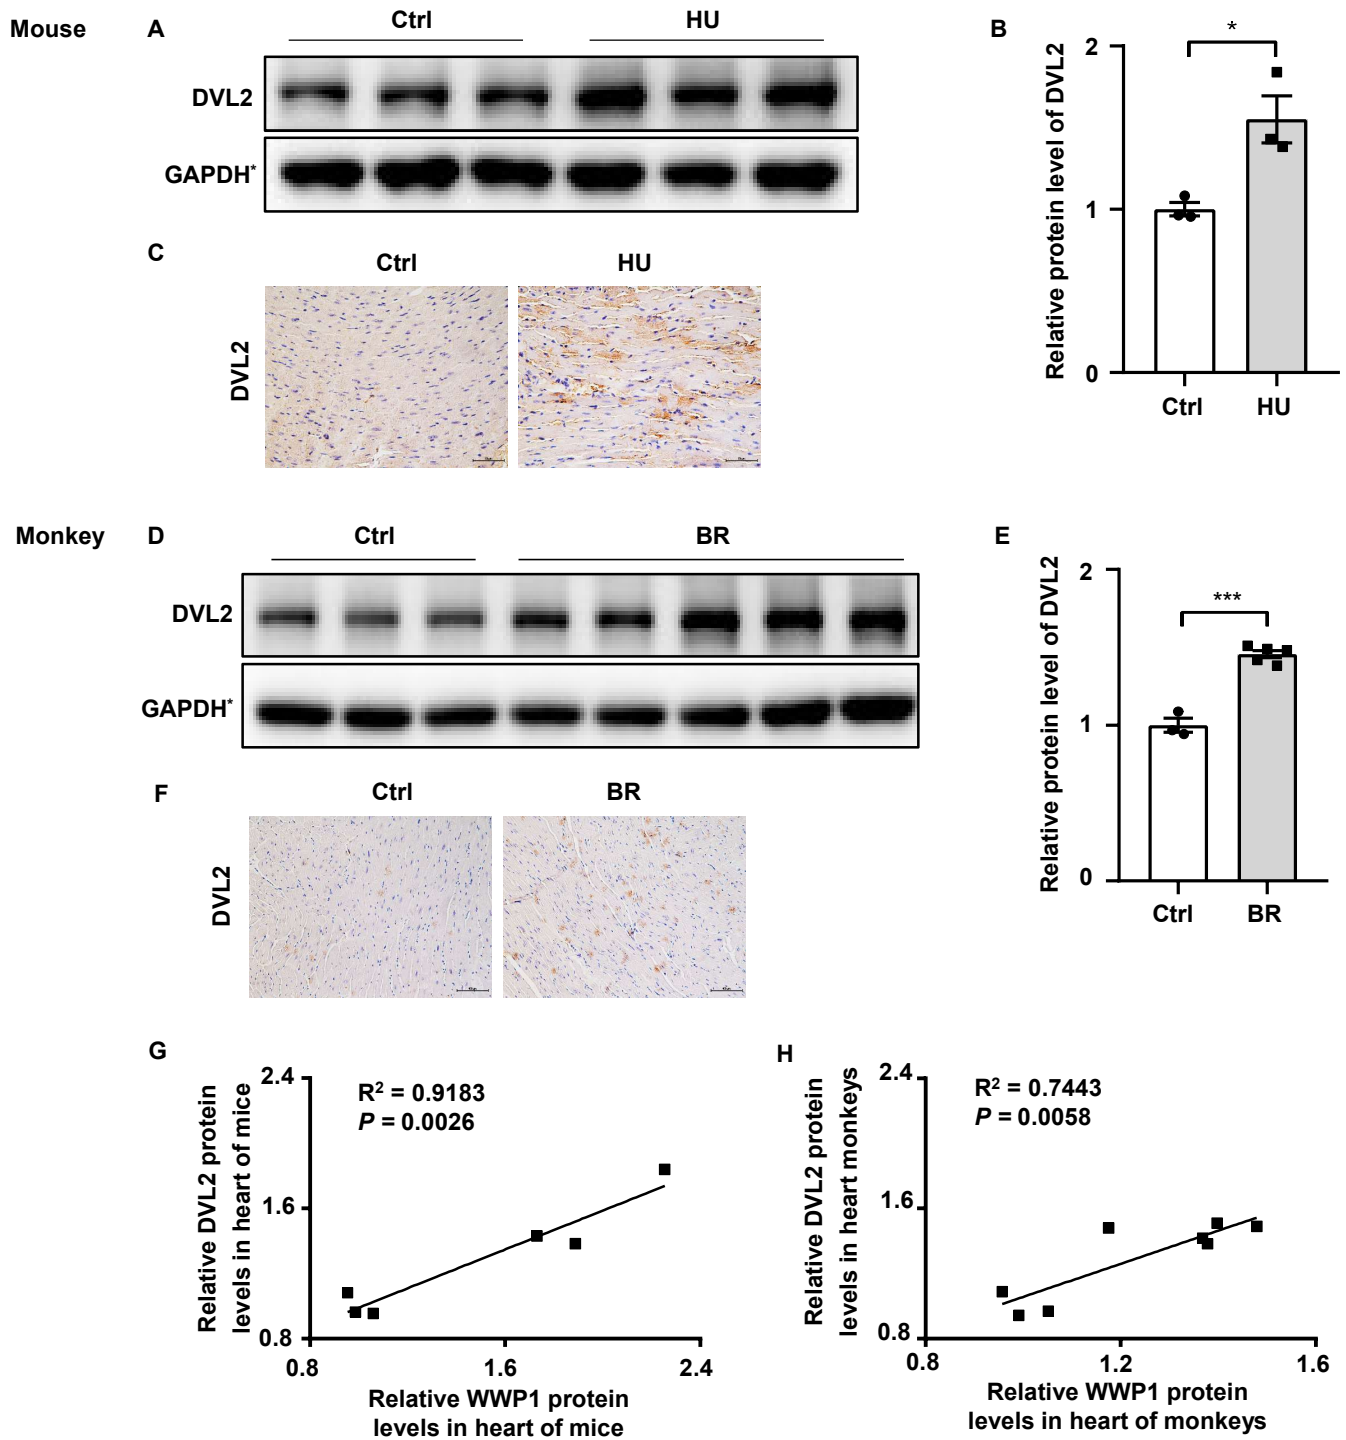 Mouse
A
Ctrl
HU
DVL2
GAPDH*
B
*
Relative protein level of DVL2
2
1
0
Ctrl
HU
C
Ctrl
HU
DVL2
Monkey
D
Ctrl
BR
DVL2
GAPDH*
E
***
Relative protein level of DVL2
2
1
0
Ctrl
BR
F
Ctrl
BR
DVL2
G
Relative DVL2 protein
levels in heart of mice
2.4
1.6
0.8
R² = 0.9183
P = 0.0026
0.8
1.6
2.4
Relative WWP1 protein
levels in heart of mice
H
Relative DVL2 protein
levels in heart monkeys
2.4
1.6
0.8
R² = 0.7443
P = 0.0058
0.8
1.2
1.6
Relative WWP1 protein
levels in heart of monkeys